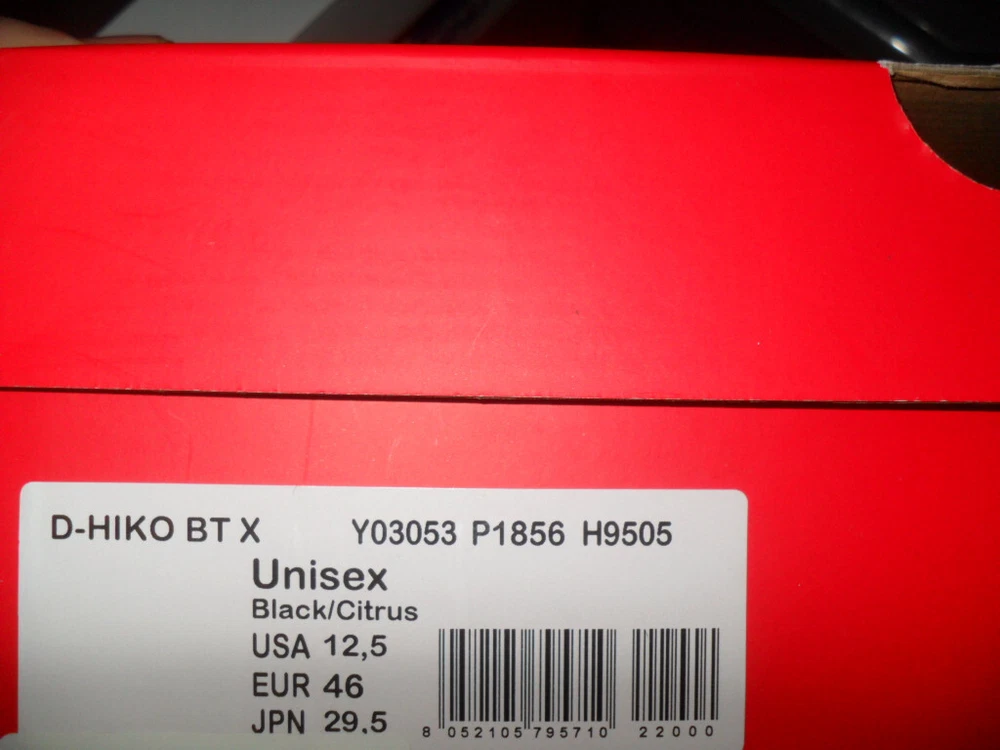 D-HIKO BT X Y03053 P1856 H9505
Unisex
Black/Citrus
USA 12,5
EUR 46
JPN 29.5
8 052105 795710 22000